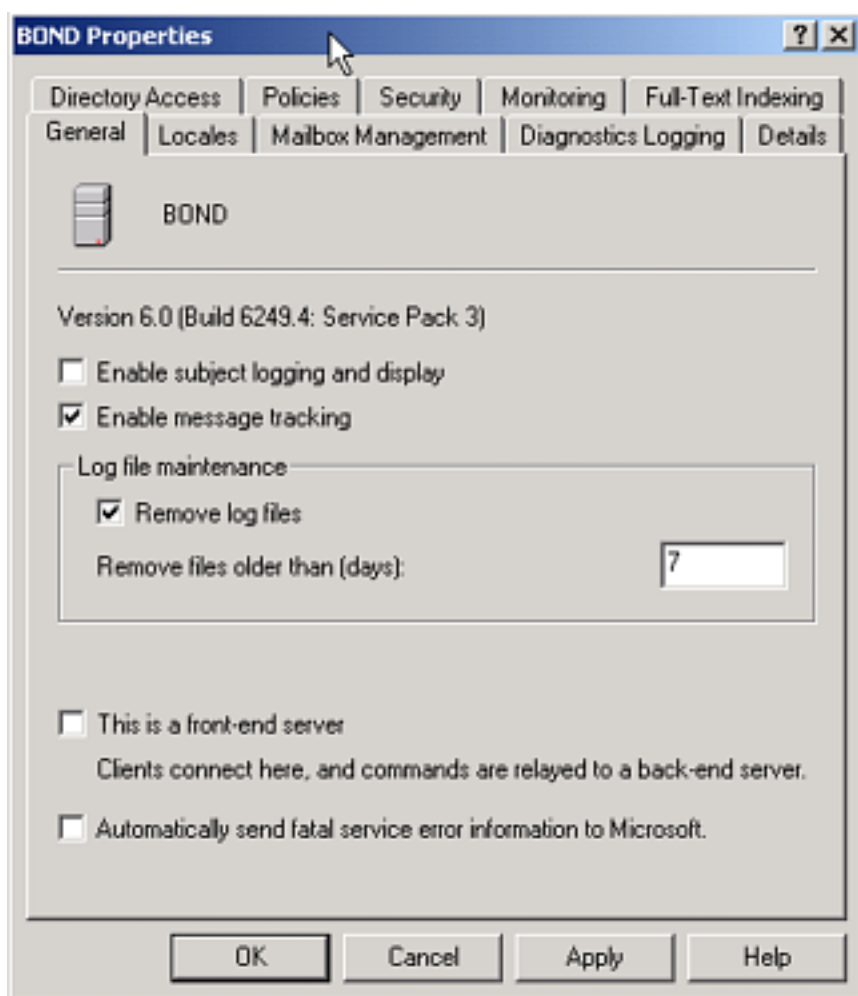 BOND Properties
Directory Access Policies Security Monitoring Full-Text Indexing
General Locales Mailbox Management Diagnostics Logging Details
BOND
Version 6.0 (Build 6249.4: Service Pack 3)
Enable subject logging and display
Enable message tracking
Log file maintenance
Remove log files
Remove files older than (days): 7
This is a front-end server
Clients connect here, and commands are relayed to a back-end server.
Automatically send fatal service error information to Microsoft.
OK Cancel Apply Help